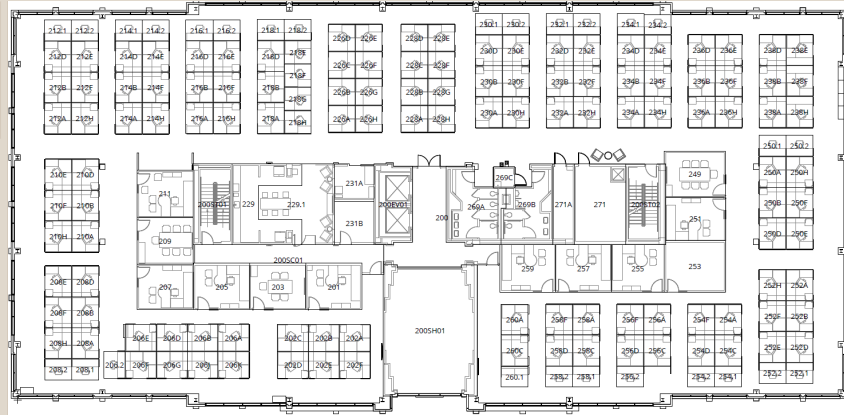 212.1 212.2 214.1 214.2 216.1 216.2 218.1 218.2 230.1 230.2 232.1 232.2 234.1 234.2
226D 226E 228D 228E
212D 212E 214D 214E 216D 216E 218D 218E 230D 230E 232D 232E 234D 234E 236D 236E 238D 238E
226C 226F 228C 228F
218F
212B 212F 214B 214F 216B 216F 218B 230B 230F 232B 232F 234B 234F 236B 236F 238B 238F
226B 226G 228B 228G
218G
212A 212H 214A 214H 216A 216H 218A 218H 226A 226H 228A 228H 230A 230H 232A 232H 234A 234H 236A 236H 238A 238H
250.1 250.2
210E 210D 211 231A 269C 249 250A 250H
200ST01 229 229.1 200EV01 269A 269B 271A 271 200ST02
210F 210B 250B 250F
200 251
231B
210H 210A 209 250D 250E
200SC01
259 257 255 253
208E 208D 207 205 203 201 252H 252A
208F 208B 260A 256F 258A 256F 256A 254F 254A 252F 252B
200SH01
206E 206D 206B 206A 202C 202B 202A
208H 208A 260C 258D 258C 256D 256C 254D 254C 252E 252D
206.2 206F 206G 206J 206K 202D 202E 202F
208.2 208.1 260.1 258.2 258.1 256.2 254.2 254.1 252.2 252.1